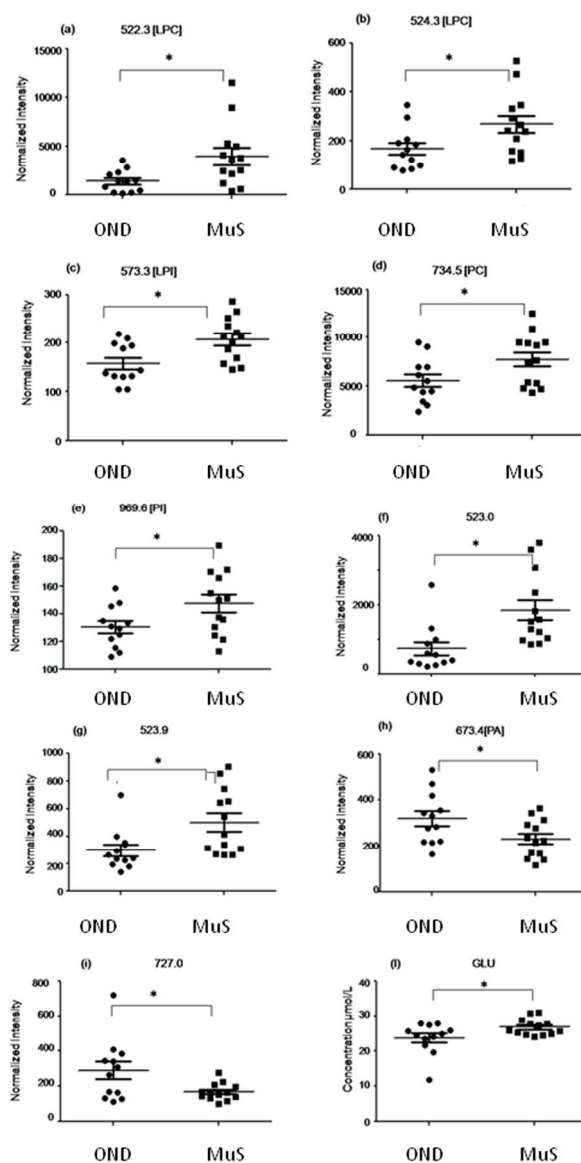 (a) 522.3 [LPC]
15000
10000
5000
0
Normalized Intensity
*
OND MuS
(b) 524.3 [LPC]
600
400
200
0
Normalized Intensity
*
OND MuS
(c) 573.3 [LPI]
300
200
100
0
Normalized Intensity
*
OND MuS
(d) 734.5 [PC]
15000
10000
5000
0
Normalized Intensity
*
OND MuS
(e) 969.6 [PI]
200
180
160
140
120
100
Normalized Intensity
*
OND MuS
(f) 523.0
4000
2000
0
Normalized Intensity
*
OND MuS
(g) 523.9
1000
800
600
400
200
0
Normalized Intensity
*
OND MuS
(h) 673.4[PA]
600
400
200
0
Normalized Intensity
*
OND MuS
(i) 727.0
800
600
400
200
0
Normalized Intensity
*
OND MuS
(l) GLU
40
30
20
10
0
Concentration µmol/L
*
OND MuS